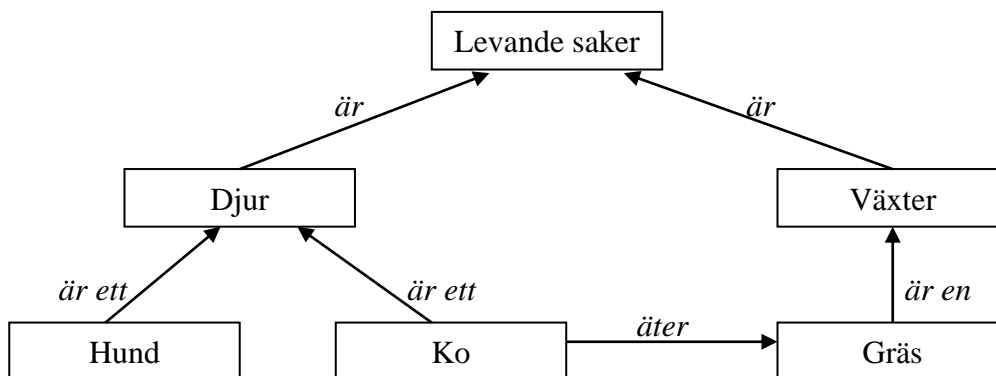 Levande saker
är
är
Djur
Växter
är ett
är ett
är en
äter
Hund
Ko
Gräs